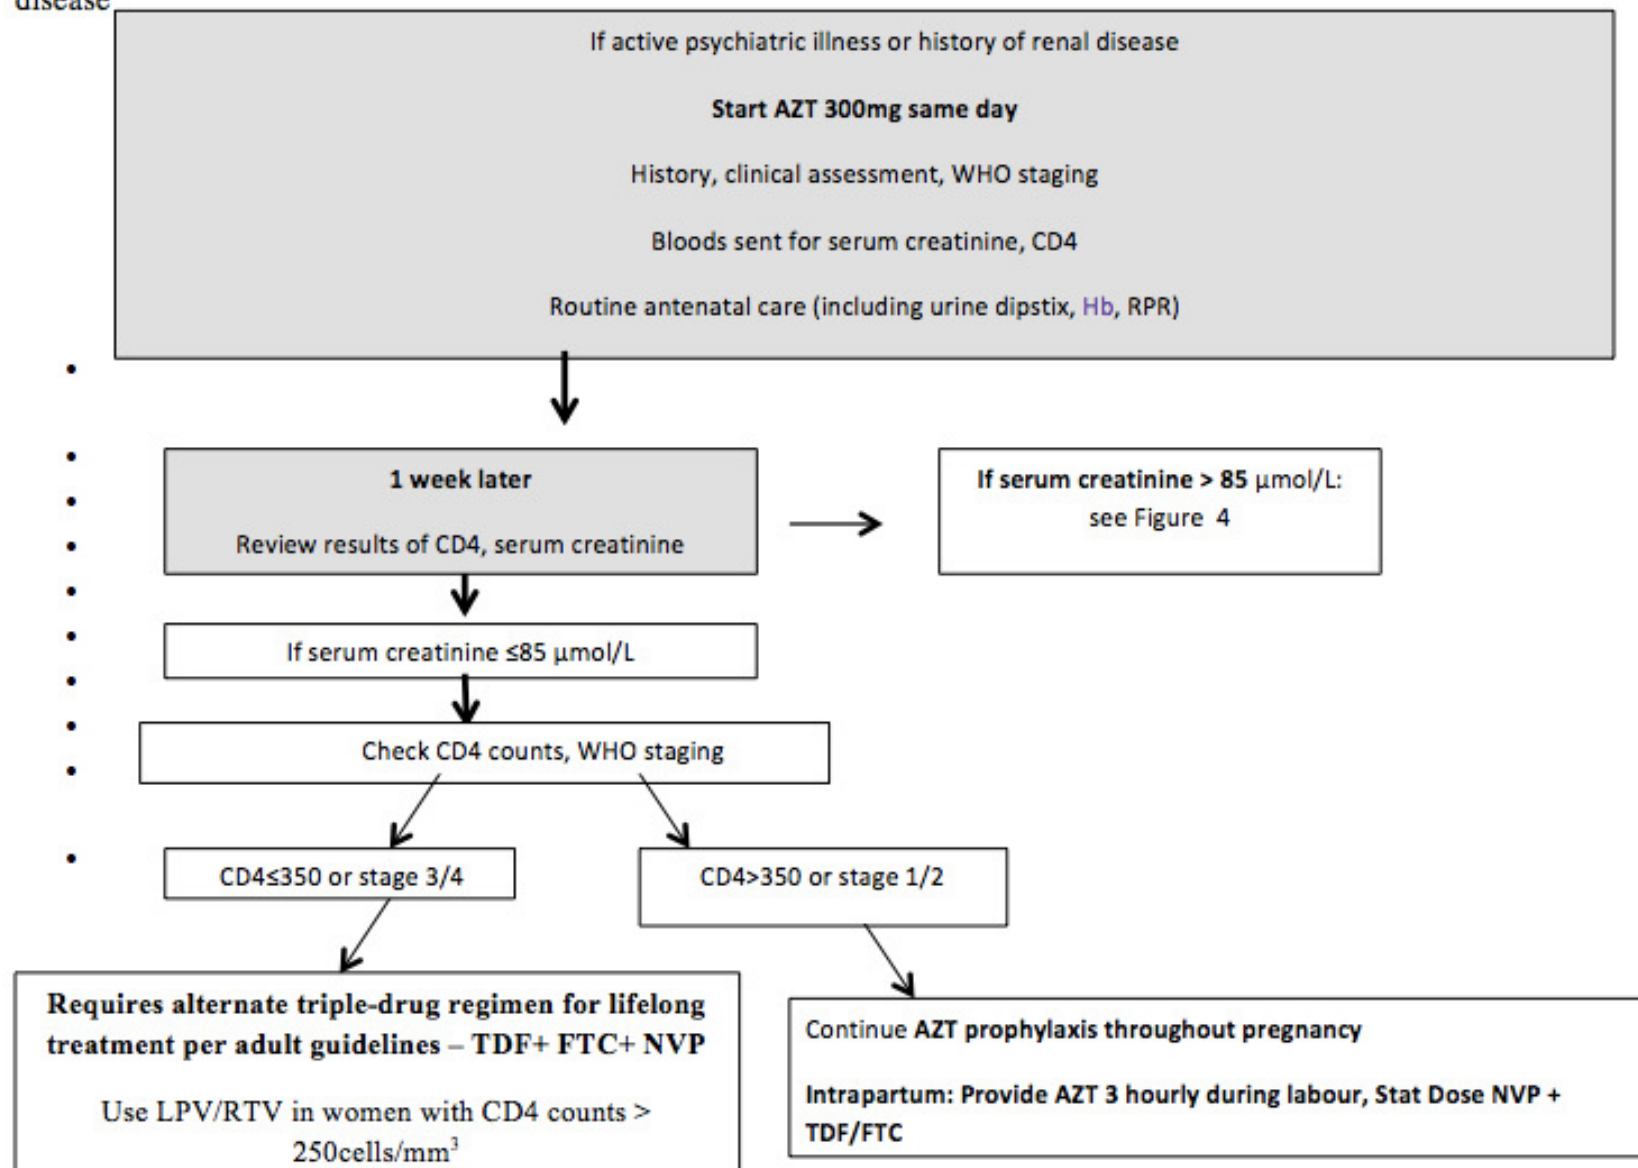 disease
If active psychiatric illness or history of renal disease
Start AZT 300mg same day
History, clinical assessment, WHO staging
Bloods sent for serum creatinine, CD4
Routine antenatal care (including urine dipstix, Hb, RPR)
1 week later
Review results of CD4, serum creatinine
If serum creatinine > 85 µmol/L:
see Figure 4
If serum creatinine ≤85 µmol/L
Check CD4 counts, WHO staging
CD4≤350 or stage 3/4
CD4>350 or stage 1/2
Requires alternate triple-drug regimen for lifelong
treatment per adult guidelines – TDF+ FTC+ NVP
Use LPV/RTV in women with CD4 counts >
250cells/mm³
Continue AZT prophylaxis throughout pregnancy
Intrapartum: Provide AZT 3 hourly during labour, Stat Dose NVP +
TDF/FTC